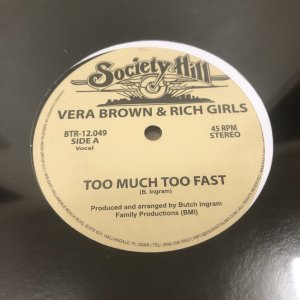 Society Hill
VERA BROWN & RICH GIRLS
BTR-12.049
SIDE A
Vocal
45 RPM
STEREO
TOO MUCH TOO FAST
(B. Ingram)
Produced and arranged by Butch Ingram
Family Productions (BMI)